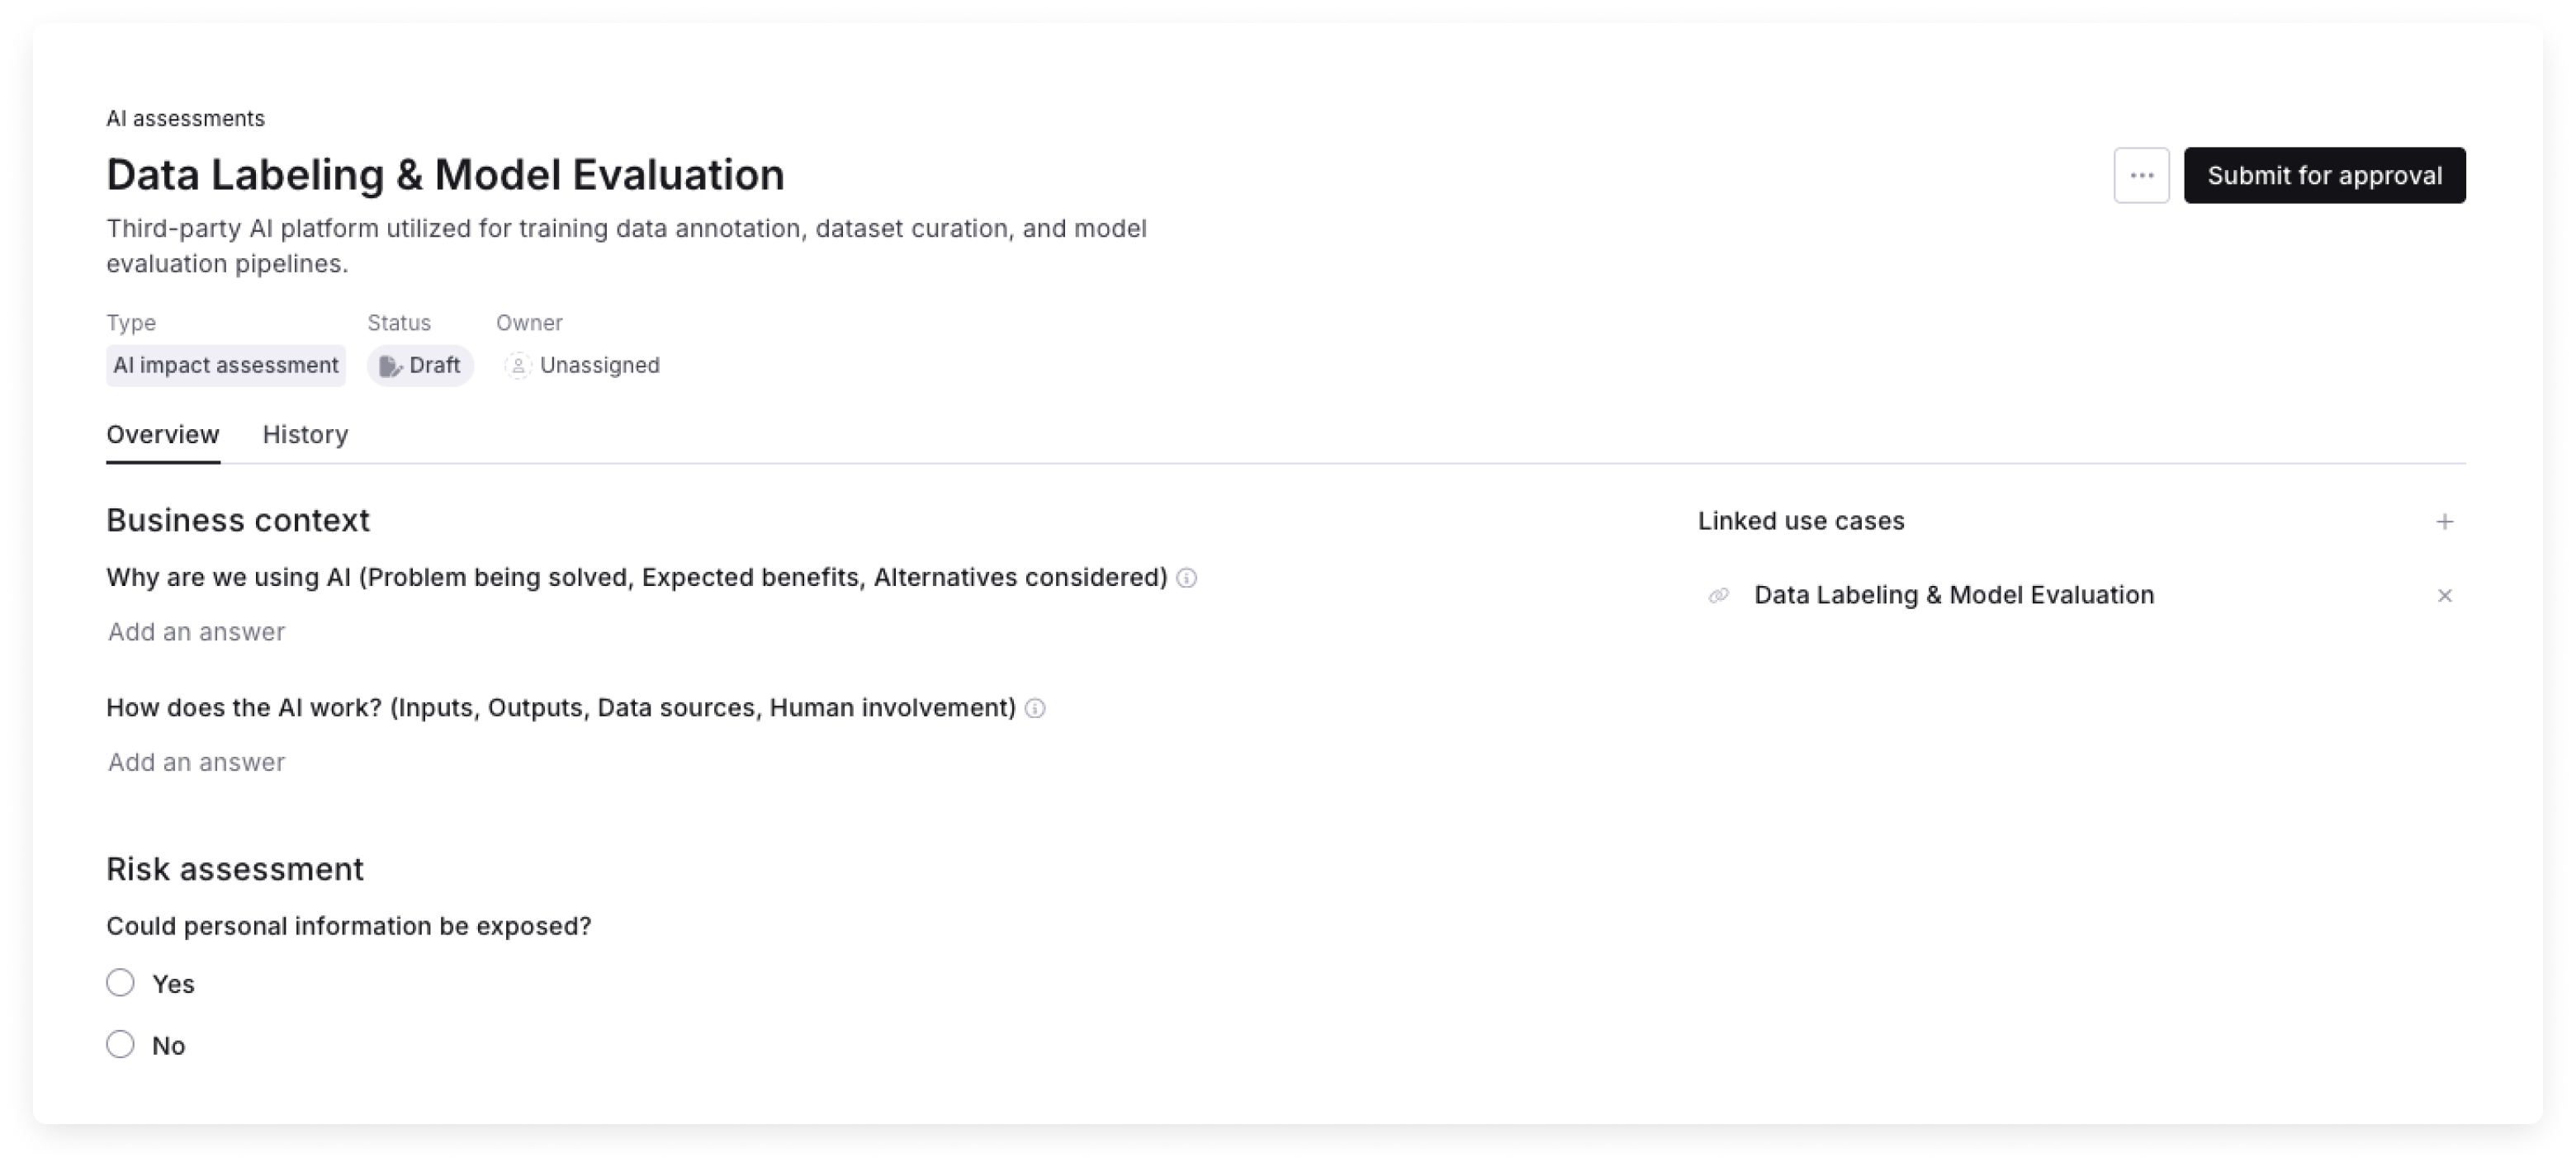 AI assessments
Data Labeling & Model Evaluation
Submit for approval
Third-party AI platform utilized for training data annotation, dataset curation, and model
evaluation pipelines.
Type Status Owner
AI impact assessment Draft Unassigned
Overview History
Business context
Why are we using AI (Problem being solved, Expected benefits, Alternatives considered)
Add an answer
How does the AI work? (Inputs, Outputs, Data sources, Human involvement)
Add an answer
Risk assessment
Could personal information be exposed?
Yes
No
Linked use cases
Data Labeling & Model Evaluation